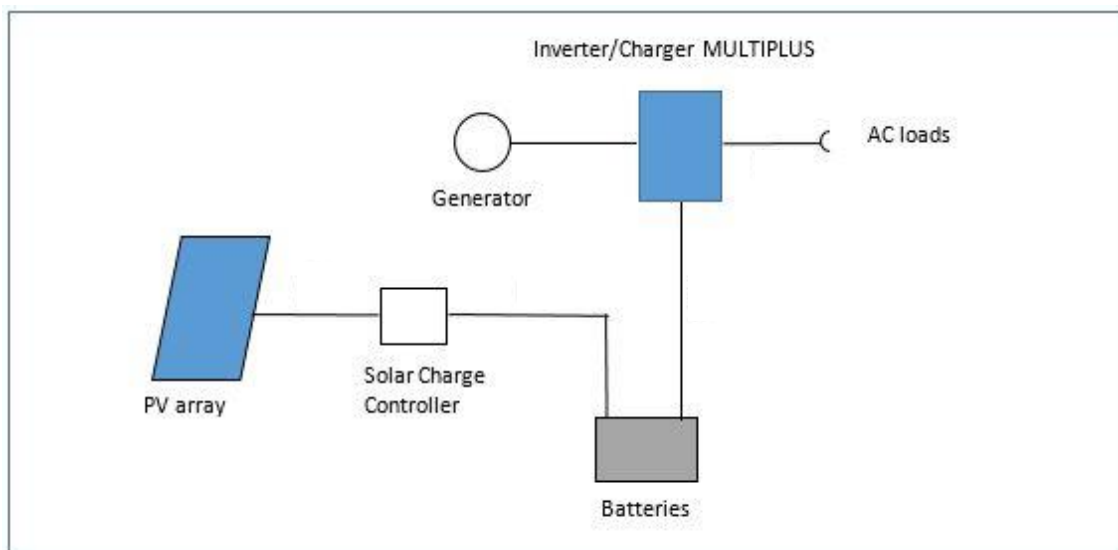 Inverter/Charger MULTIPLUS
AC loads
Generator
Solar Charge
Controller
PV array
Batteries